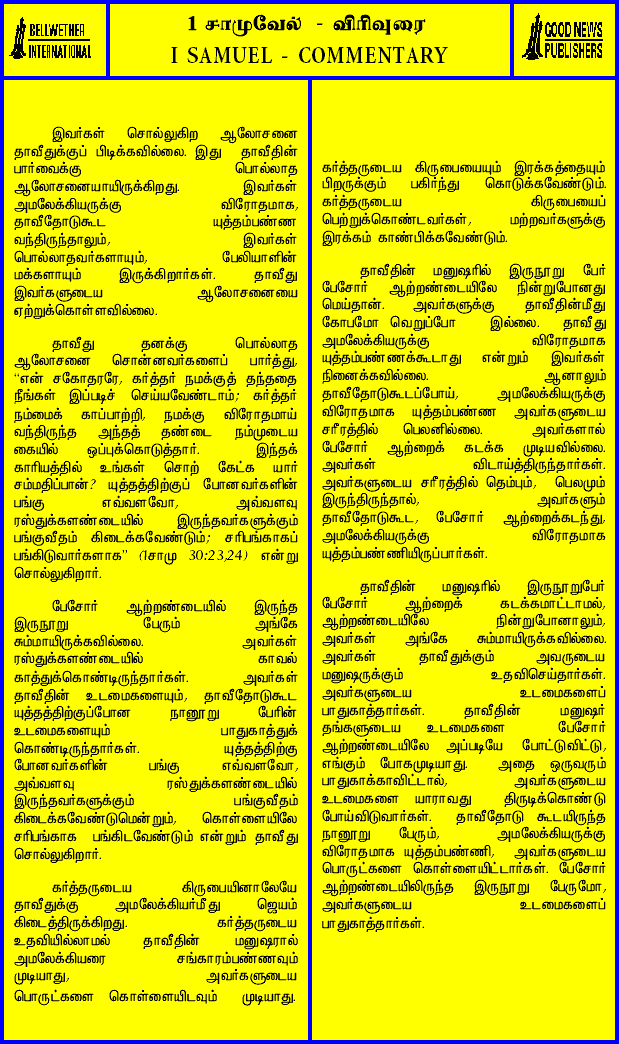 BELLWETHER
INTERNATIONAL
1 சாமுவேல் - விரிவுரை
I SAMUEL - COMMENTARY
GOOD NEWS
PUBLISHERS
இவர்கள் சொல்லுகிற ஆலோசனை
தாவீதுக்குப் பிடிக்கவில்லை. இது தாவீதின்
பார்வைக்கு பொல்லாத
ஆலோசனையாயிருக்கிறது. இவர்கள்
அமலேக்கியருக்கு விரோதமாக,
தாவீதோடுகூட யுத்தம்பண்ண
வந்திருந்தாலும், இவர்கள்
பொல்லாதவர்களாயும், பேலியாளின்
மக்களாயும் இருக்கிறார்கள். தாவீது
இவர்களுடைய ஆலோசனையை
ஏற்றுக்கொள்ளவில்லை.
தாவீது தனக்கு பொல்லாத
ஆலோசனை சொன்னவர்களைப் பார்த்து,
“என் சகோதரரே, கர்த்தர் நமக்குத் தந்ததை
நீங்கள் இப்படிச் செய்யவேண்டாம்; கர்த்தர்
நம்மைக் காப்பாற்றி, நமக்கு விரோதமாய்
வந்திருந்த அந்தத் தண்டை நம்முடைய
கையில் ஒப்புக்கொடுத்தார். இந்தக்
காரியத்தில் உங்கள் சொற் கேட்க யார்
சம்மதிப்பான்? யுத்தத்திற்குப் போனவர்களின்
பங்கு எவ்வளவோ, அவ்வளவு
ரஸ்துக்களண்டையில் இருந்தவர்களுக்கும்
பங்குவீதம் கிடைக்கவேண்டும்; சரிபங்காகப்
பங்கிடுவார்களாக” (1சாமு 30:23,24) என்று
சொல்லுகிறார்.
பேசோர் ஆற்றண்டையில் இருந்த
இருநூறு பேரும் அங்கே
சும்மாயிருக்கவில்லை. அவர்கள்
ரஸ்துக்களண்டையில் காவல்
காத்துக்கொண்டிருந்தார்கள். அவர்கள்
தாவீதின் உடமைகளையும், தாவீதோடுகூட
யுத்தத்திற்குப்போன நானூறு பேரின்
உடமைகளையும் பாதுகாத்துக்
கொண்டிருந்தார்கள். யுத்தத்திற்கு
போனவர்களின் பங்கு எவ்வளவோ,
அவ்வளவு ரஸ்துக்களண்டையில்
இருந்தவர்களுக்கும் பங்குவீதம்
கிடைக்கவேண்டுமென்றும், கொள்ளையிலே
சரிபங்காக பங்கிடவேண்டும் என்றும் தாவீது
சொல்லுகிறார்.
கர்த்தருடைய கிருபையினாலேயே
தாவீதுக்கு அமலேக்கியர்மீது ஜெயம்
கிடைத்திருக்கிறது. கர்த்தருடைய
உதவியில்லாமல் தாவீதின் மனுஷரால்
அமலேக்கியரை சங்காரம்பண்ணவும்
முடியாது, அவர்களுடைய
பொருட்களை கொள்ளையிடவும் முடியாது.
கர்த்தருடைய கிருபையையும் இரக்கத்தையும்
பிறருக்கும் பகிர்ந்து கொடுக்கவேண்டும்.
கர்த்தருடைய கிருபையைப்
பெற்றுக்கொண்டவர்கள், மற்றவர்களுக்கு
இரக்கம் காண்பிக்கவேண்டும்.
தாவீதின் மனுஷரில் இருநூறு பேர்
பேசோர் ஆற்றண்டையிலே நின்றுபோனது
மெய்தான். அவர்களுக்கு தாவீதின்மீது
கோபமோ வெறுப்போ இல்லை. தாவீது
அமலேக்கியருக்கு விரோதமாக
யுத்தம்பண்ணக்கூடாது என்றும் இவர்கள்
நினைக்கவில்லை. ஆனாலும்
தாவீதோடுகூடப்போய், அமலேக்கியருக்கு
விரோதமாக யுத்தம்பண்ண அவர்களுடைய
சரீரத்தில் பெலனில்லை. அவர்களால்
பேசோர் ஆற்றைக் கடக்க முடியவில்லை.
அவர்கள் விடாய்த்திருந்தார்கள்.
அவர்களுடைய சரீரத்தில் தெம்பும், பெலமும்
இருந்திருந்தால், அவர்களும்
தாவீதோடுகூட, பேசோர் ஆற்றைக்கடந்து,
அமலேக்கியருக்கு விரோதமாக
யுத்தம்பண்ணியிருப்பார்கள்.
தாவீதின் மனுஷரில் இருநூறுபேர்
பேசோர் ஆற்றைக் கடக்கமாட்டாமல்,
ஆற்றண்டையிலே நின்றுபோனாலும்,
அவர்கள் அங்கே சும்மாயிருக்கவில்லை.
அவர்கள் தாவீதுக்கும் அவருடைய
மனுஷருக்கும் உதவிசெய்தார்கள்.
அவர்களுடைய உடமைகளைப்
பாதுகாத்தார்கள். தாவீதின் மனுஷர்
தங்களுடைய உடமைகளை பேசோர்
ஆற்றண்டையிலே அப்படியே போட்டுவிட்டு,
எங்கும் போகமுடியாது. அதை ஒருவரும்
பாதுகாக்காவிட்டால், அவர்களுடைய
உடமைகளை யாராவது திருடிக்கொண்டு
போய்விடுவார்கள். தாவீதோடு கூடயிருந்த
நானூறு பேரும், அமலேக்கியருக்கு
விரோதமாக யுத்தம்பண்ணி, அவர்களுடைய
பொருட்களை கொள்ளையிட்டார்கள். பேசோர்
ஆற்றண்டையிலிருந்த இருநூறு பேருமோ,
அவர்களுடைய உடமைகளைப்
பாதுகாத்தார்கள்.